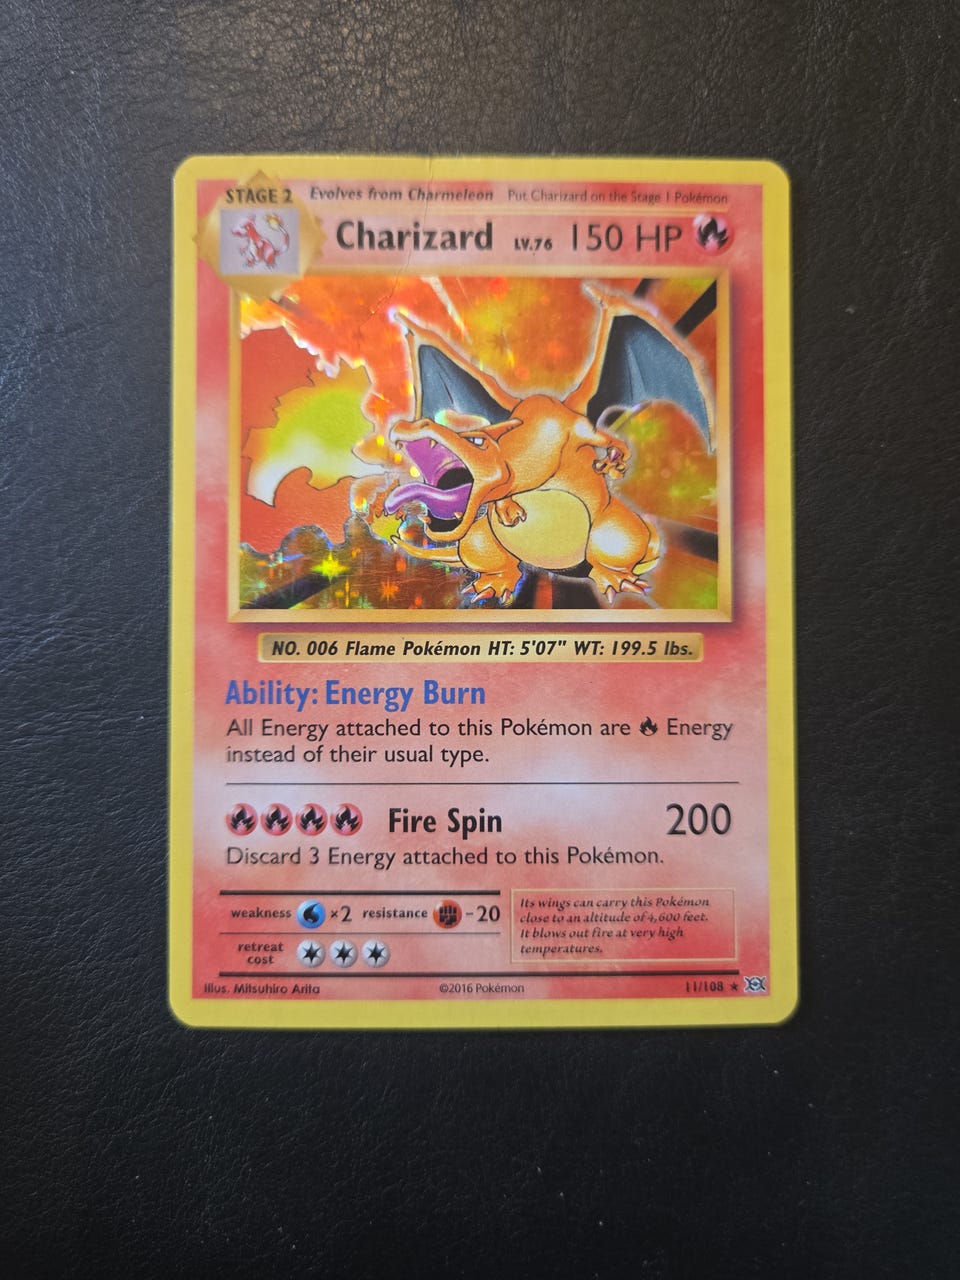 STAGE 2 Evolves from Charmeleon Put Charizard on the Stage 1 Pokémon
Charizard LV.76 150 HP
NO. 006 Flame Pokémon HT: 5'07" WT: 199.5 lbs.
Ability: Energy Burn
All Energy attached to this Pokémon are Energy
instead of their usual type.
Fire Spin 200
Discard 3 Energy attached to this Pokémon.
weakness ×2 resistance -20
retreat
cost
Its wings can carry this Pokémon
close to an altitude of 4,600 feet.
It blows out fire at very high
temperatures.
Illus. Mitsuhiro Arita ©2016 Pokémon 11/108 ★